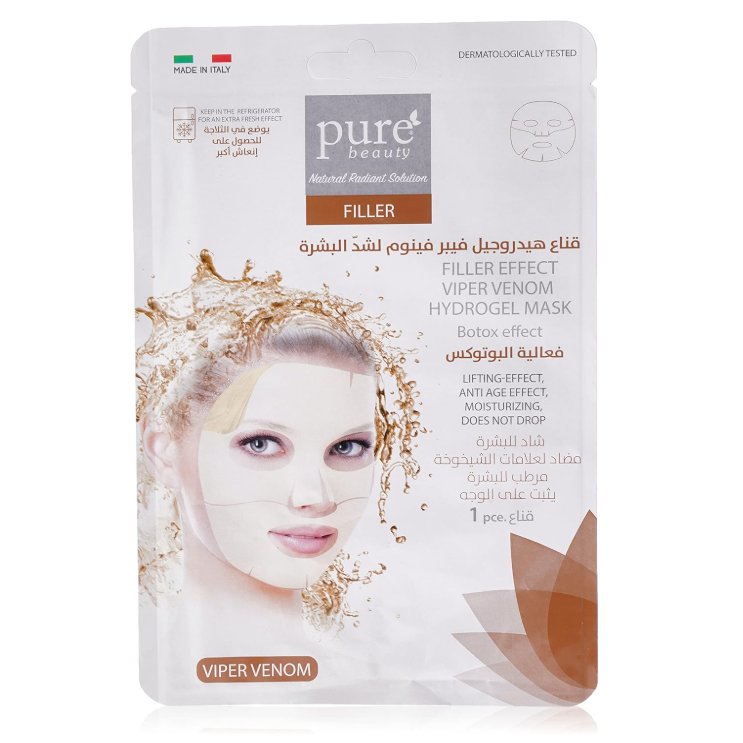 MADE IN ITALY
DERMATOLOGICALLY TESTED
KEEP IN THE REFRIGERATOR
FOR AN EXTRA FRESH EFFECT
يوضع في الثلاجة
للحصول على
إنعاش أكبر
pure
beauty
Natural Radiant Solution
FILLER
قناع هيدروجيل فيبر فينوم لشدّ البشرة
FILLER EFFECT
VIPER VENOM
HYDROGEL MASK
Botox effect
فعالية البوتوكس
LIFTING-EFFECT,
ANTI AGE EFFECT,
MOISTURIZING,
DOES NOT DROP
شاد للبشرة
مضاد لعلامات الشيخوخة
مرطب للبشرة
يثبت على الوجه
1 pce. قناع
VIPER VENOM